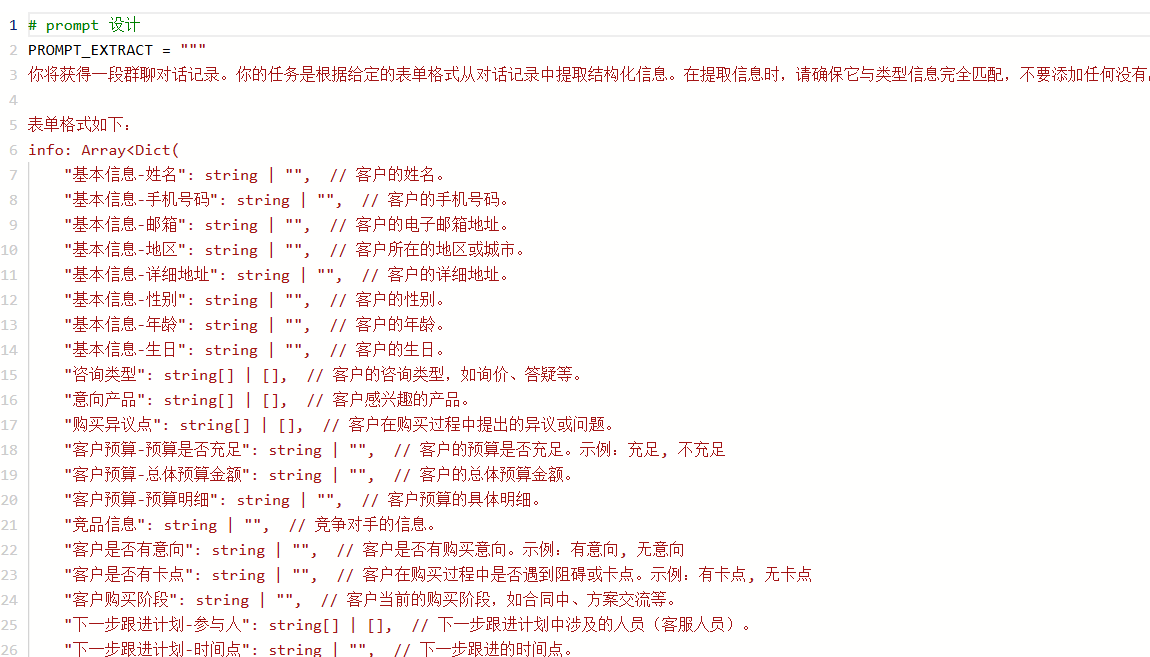 1 # prompt 设计
2 PROMPT_EXTRACT = """
3 你将获得一段群聊对话记录。你的任务是根据给定的表单格式从对话记录中提取结构化信息。在提取信息时，请确保它与类型信息完全匹配，不要添加任何没有
4
5 表单格式如下：
6 info: Array<Dict(
7     "基本信息-姓名": string | "",  // 客户的姓名。
8     "基本信息-手机号码": string | "",  // 客户的手机号码。
9     "基本信息-邮箱": string | "",  // 客户的电子邮箱地址。
10     "基本信息-地区": string | "",  // 客户所在的地区或城市。
11     "基本信息-详细地址": string | "",  // 客户的详细地址。
12     "基本信息-性别": string | "",  // 客户的性别。
13     "基本信息-年龄": string | "",  // 客户的年龄。
14     "基本信息-生日": string | "",  // 客户的生日。
15     "咨询类型": string[] | [],  // 客户的咨询类型，如询价、答疑等。
16     "意向产品": string[] | [],  // 客户感兴趣的产品。
17     "购买异议点": string[] | [],  // 客户在购买过程中提出的异议或问题。
18     "客户预算-预算是否充足": string | "",  // 客户的预算是否充足。示例：充足, 不充足
19     "客户预算-总体预算金额": string | "",  // 客户的总体预算金额。
20     "客户预算-预算明细": string | "",  // 客户预算的具体明细。
21     "竞品信息": string | "",  // 竞争对手的信息。
22     "客户是否有意向": string | "",  // 客户是否有购买意向。示例：有意向, 无意向
23     "客户是否有卡点": string | "",  // 客户在购买过程中是否遇到阻碍或卡点。示例：有卡点, 无卡点
24     "客户购买阶段": string | "",  // 客户当前的购买阶段，如合同中、方案交流等。
25     "下一步跟进计划-参与人": string[] | [],  // 下一步跟进计划中涉及的人员（客服人员）。
26     "下一步跟进计划-时间点": string | "",  // 下一步跟进的时间点。